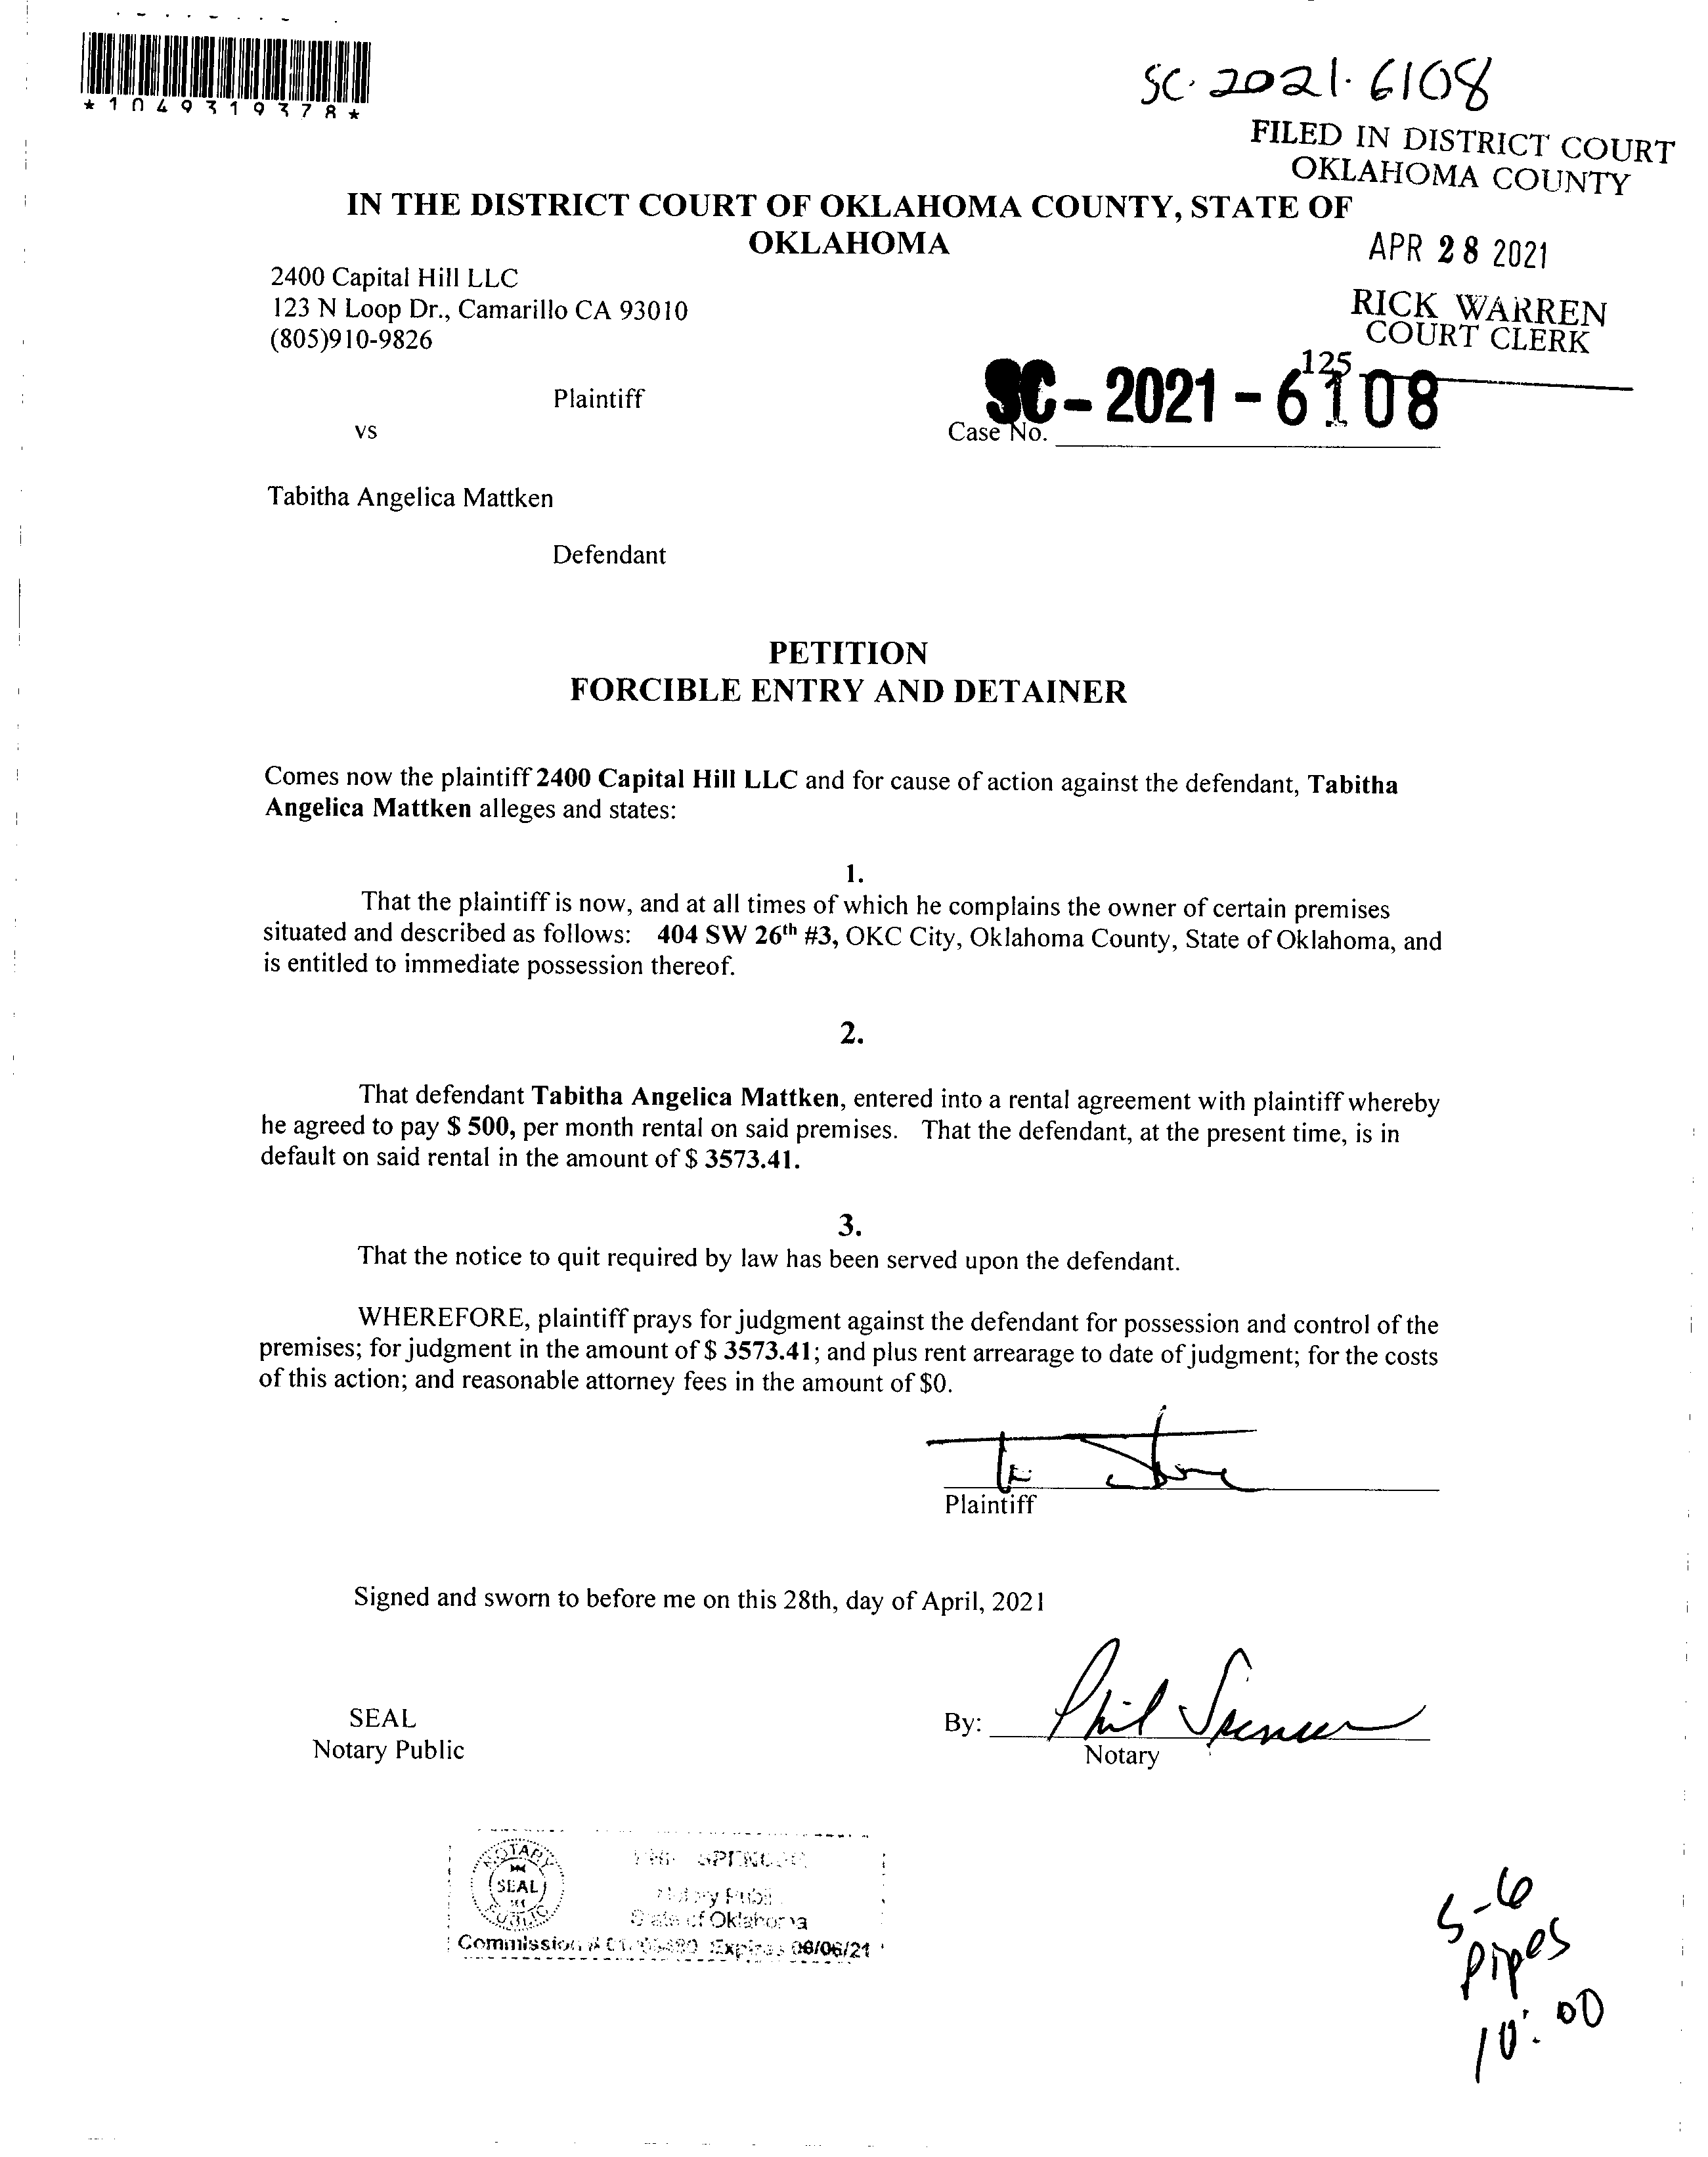 *1049319378*
SC-2021-6108
FILED IN DISTRICT COURT
OKLAHOMA COUNTY
IN THE DISTRICT COURT OF OKLAHOMA COUNTY, STATE OF
OKLAHOMA
APR 28 2021
2400 Capital Hill LLC
123 N Loop Dr., Camarillo CA 93010
(805)910-9826
RICK WARREN
COURT CLERK
125
SC-2021-6108
Plaintiff
vs
Case No.
Tabitha Angelica Mattken
Defendant
PETITION
FORCIBLE ENTRY AND DETAINER
Comes now the plaintiff 2400 Capital Hill LLC and for cause of action against the defendant, Tabitha
Angelica Mattken alleges and states:
1.
That the plaintiff is now, and at all times of which he complains the owner of certain premises
situated and described as follows: 404 SW 26th #3, OKC City, Oklahoma County, State of Oklahoma, and
is entitled to immediate possession thereof.
2.
That defendant Tabitha Angelica Mattken, entered into a rental agreement with plaintiff whereby
he agreed to pay $ 500, per month rental on said premises. That the defendant, at the present time, is in
default on said rental in the amount of $ 3573.41.
3.
That the notice to quit required by law has been served upon the defendant.
WHEREFORE, plaintiff prays for judgment against the defendant for possession and control of the
premises; for judgment in the amount of $ 3573.41; and plus rent arrearage to date of judgment; for the costs
of this action; and reasonable attorney fees in the amount of $0.
Plaintiff
Signed and sworn to before me on this 28th, day of April, 2021
SEAL
Notary Public
By: Phil Spencer
Notary
NOTARY
SEAL
PUBLIC
SPENCER
Notary Public
State of Oklahoma
Commission # Expires 06/06/21
5-6
Pipes
10:00